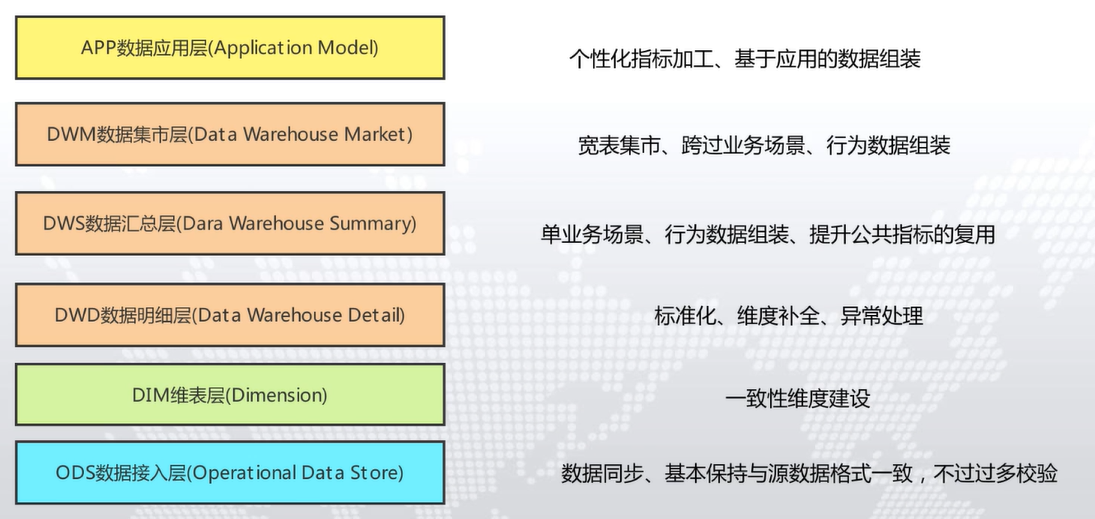 APP数据应用层(Application Model)
个性化指标加工、基于应用的数据组装
DWM数据集市层(Data Warehouse Market)
宽表集市、跨过业务场景、行为数据组装
DWS数据汇总层(Dara Warehouse Summary)
单业务场景、行为数据组装、提升公共指标的复用
DWD数据明细层(Data Warehouse Detail)
标准化、维度补全、异常处理
DIM维表层(Dimension)
一致性维度建设
ODS数据接入层(Operational Data Store)
数据同步、基本保持与源数据格式一致，不过过多校验